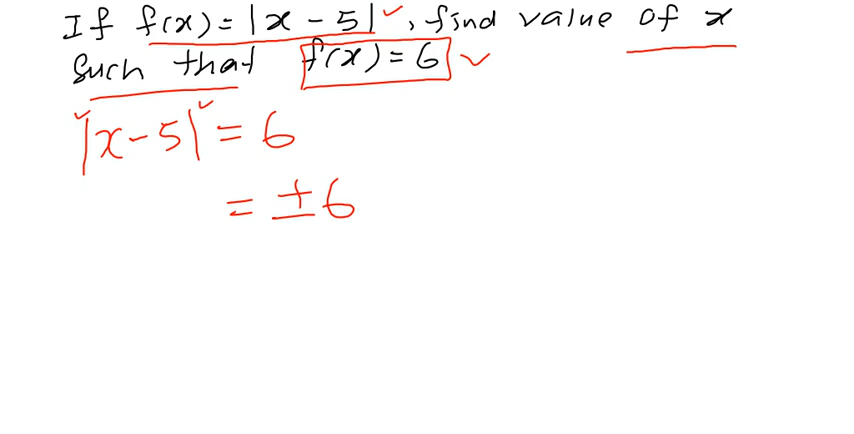 If f(x) = |x - 5|, find value of x
such that f(x) = 6
|x - 5| = 6
= ±6